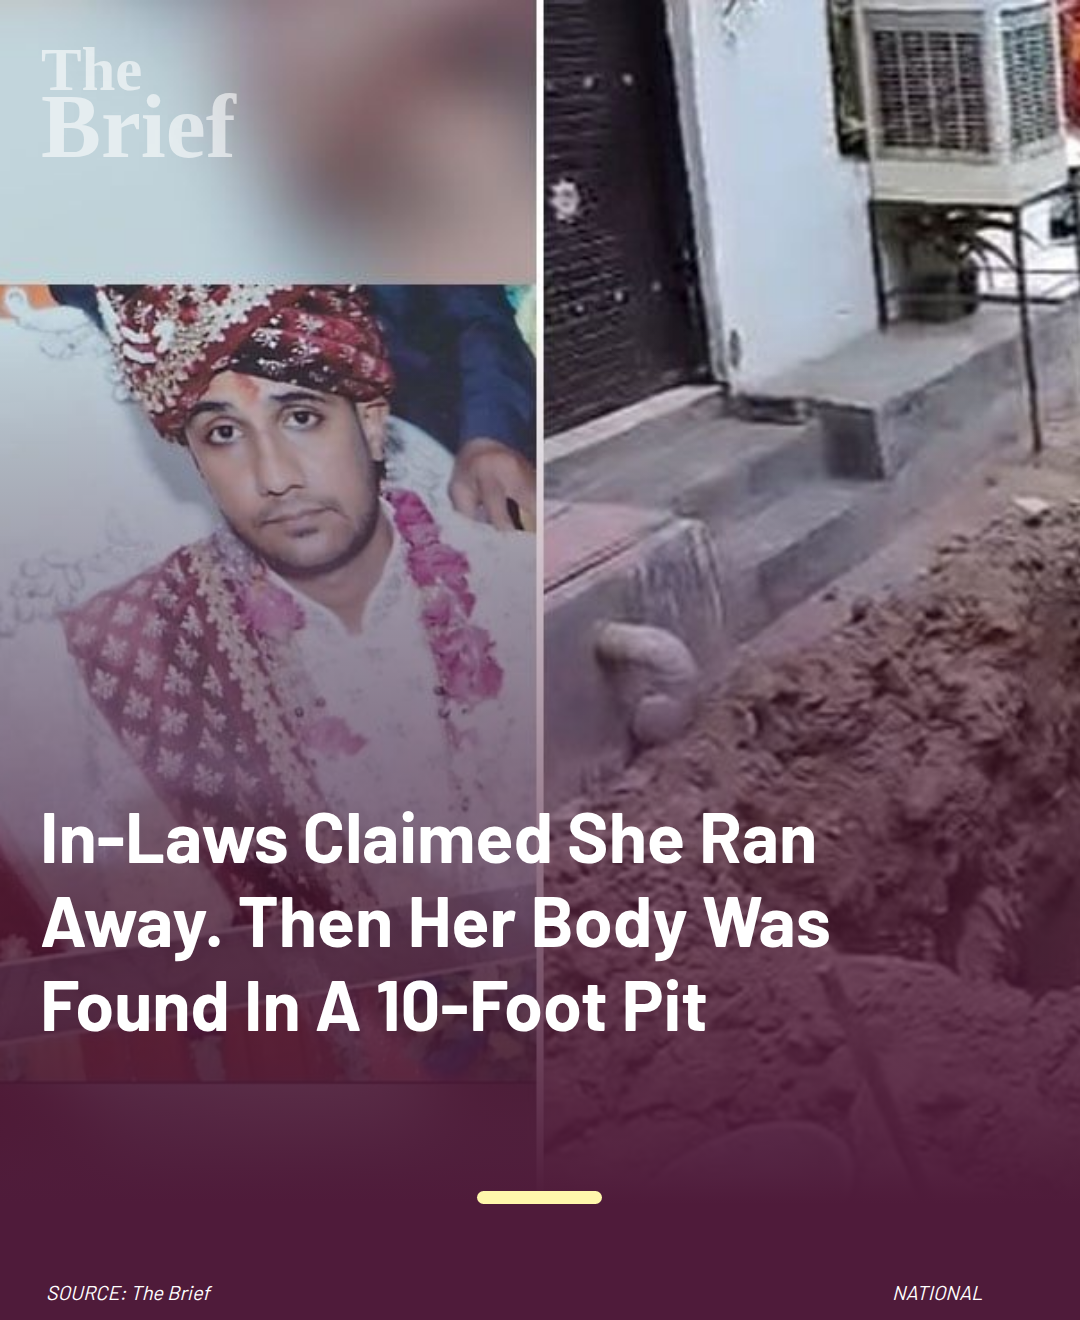 The
Brief
In-Laws Claimed She Ran
Away. Then Her Body Was
Found In A 10-Foot Pit
SOURCE: The Brief
NATIONAL